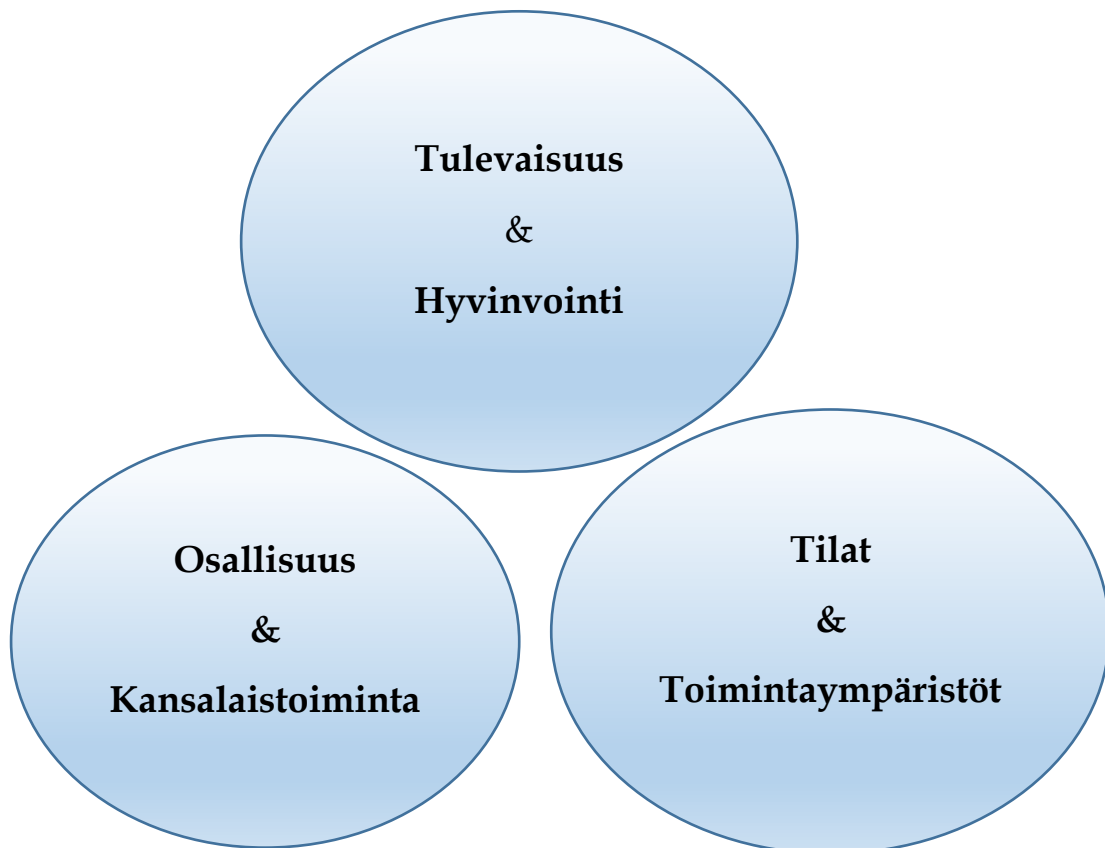 Tulevaisuus
&
Hyvinvointi
Osallisuus
&
Kansalaistoiminta
Tilat
&
Toimintaympäristöt